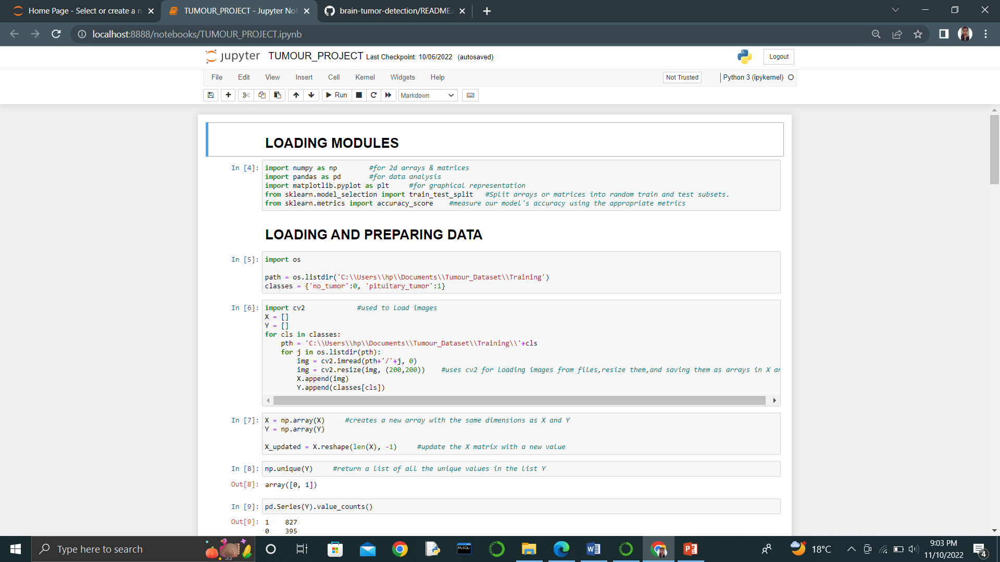 Home Page - Select or create a n
TUMOUR_PROJECT - Jupyter Not
brain-tumor-detection/README.
localhost:8888/notebooks/TUMOUR_PROJECT.ipynb
jupyter TUMOUR_PROJECT Last Checkpoint: 10/06/2022 (autosaved)
Logout
File Edit View Insert Cell Kernel Widgets Help
Not Trusted
Python 3 (ipykernel)
Run
Markdown
LOADING MODULES
In [4]: import numpy as np        #for 2d arrays & matrices
import pandas as pd       #for data analysis
import matplotlib.pyplot as plt     #for graphical representation
from sklearn.model_selection import train_test_split   #Split arrays or matrices into random train and test subsets.
from sklearn.metrics import accuracy_score    #measure our model's accuracy using the appropriate metrics
LOADING AND PREPARING DATA
In [5]: import os
path = os.listdir('C:\\Users\\hp\\Documents\\Tumour_Dataset\\Training')
classes = {'no_tumor':0, 'pituitary_tumor':1}
In [6]: import cv2             #used to load images
X = []
Y = []
for cls in classes:
    pth = 'C:\\Users\\hp\\Documents\\Tumour_Dataset\\Training\\'+cls
    for j in os.listdir(pth):
        img = cv2.imread(pth+'/'+j, 0)
        img = cv2.resize(img, (200,200))    #uses cv2 for loading images from files,resize them,and saving them as arrays in X ar
        X.append(img)
        Y.append(classes[cls])
In [7]: X = np.array(X)     #creates a new array with the same dimensions as X and Y
Y = np.array(Y)
X_updated = X.reshape(len(X), -1)     #update the X matrix with a new value
In [8]: np.unique(Y)     #return a list of all the unique values in the list Y
Out[8]: array([0, 1])
In [9]: pd.Series(Y).value_counts()
Out[9]: 1    827
0    395
Type here to search
MySQL
18°C
9:03 PM
11/10/2022
4